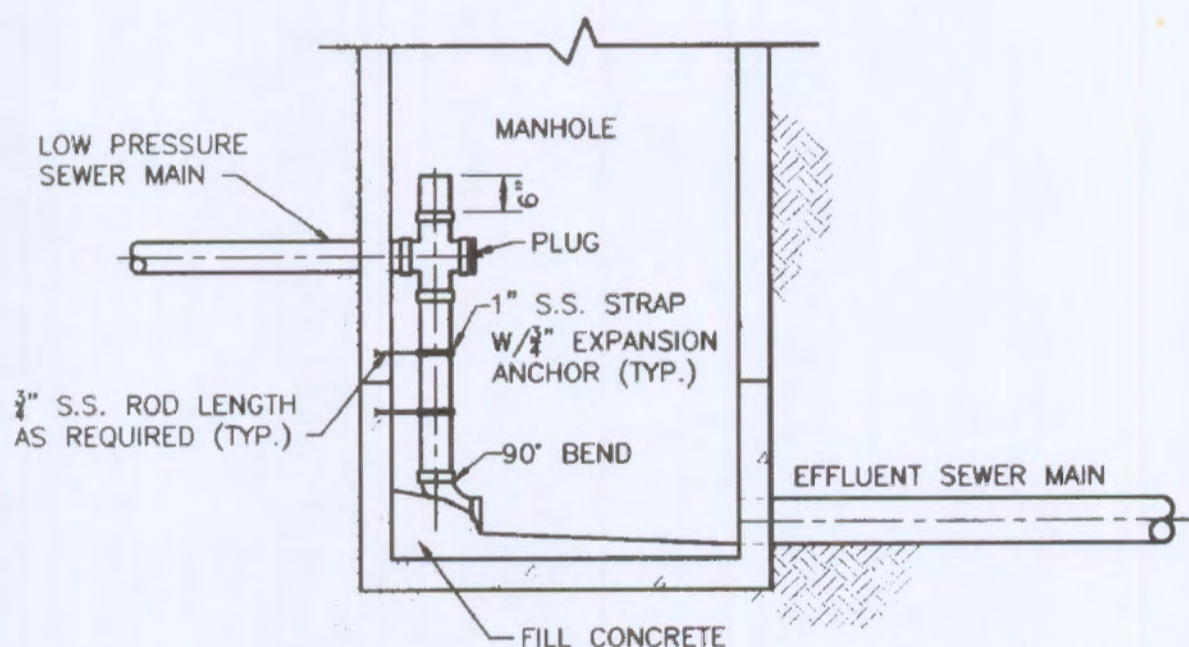 MANHOLE
LOW PRESSURE
SEWER MAIN
6"
PLUG
1" S.S. STRAP
W/3/4" EXPANSION
ANCHOR (TYP.)
3/4" S.S. ROD LENGTH
AS REQUIRED (TYP.)
90° BEND
EFFLUENT SEWER MAIN
FILL CONCRETE